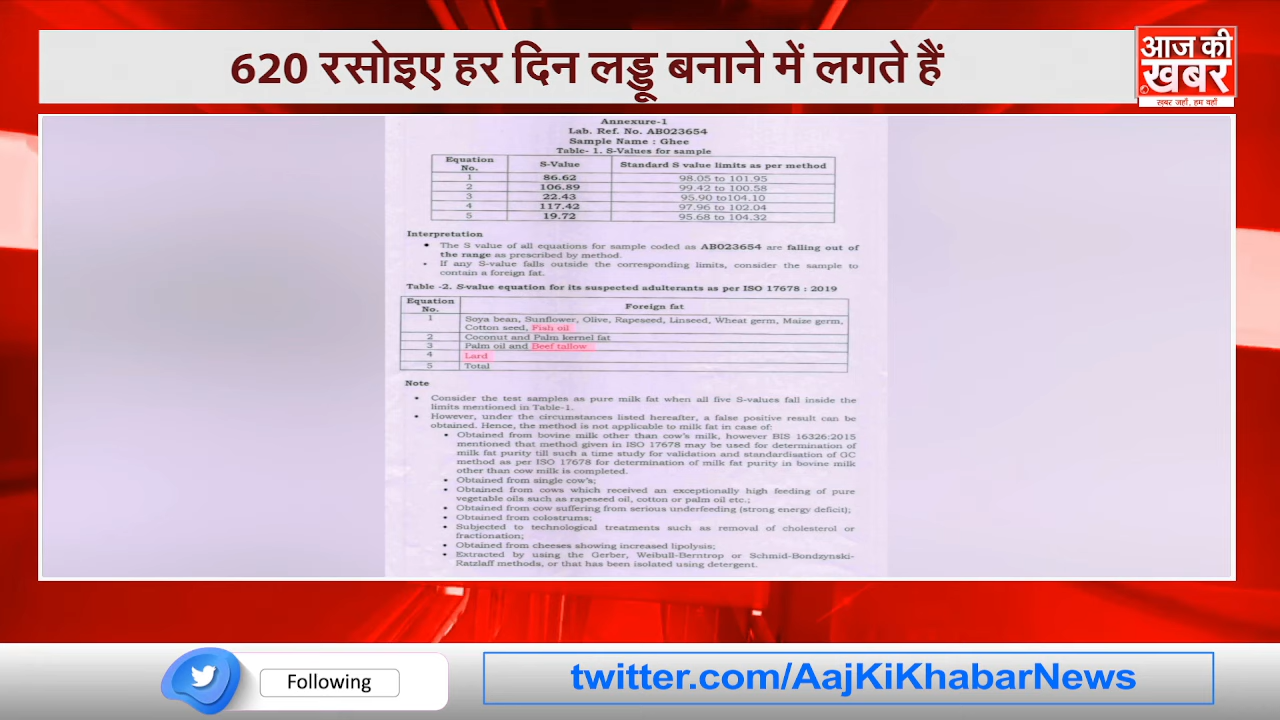 620 रसोइए हर दिन लड्डू बनाने में लगते हैं
आज की
ख़बर
ख़बर जहाँ, हम वहाँ
Annexure-1
Lab. Ref. No. AB023654
Sample Name : Ghee
Table- 1. S-Values for sample
Equation No. S-Value Standard S value limits as per method
1 86.62 98.05 to 101.95
2 106.89 99.42 to 100.58
3 22.43 95.90 to104.10
4 117.42 97.96 to 102.04
5 19.72 95.68 to 104.32
Interpretation
• The S value of all equations for sample coded as AB023654 are falling out of
the range as prescribed by method.
• If any S-value falls outside the corresponding limits, consider the sample to
contain a foreign fat.
Table -2. S-value equation for its suspected adulterants as per ISO 17678 : 2019
Equation No. Foreign fat
1 Soya bean, Sunflower, Olive, Rapeseed, Linseed, Wheat germ, Maize germ,
Cotton seed, Fish oil
2 Coconut and Palm kernel fat
3 Palm oil and Beef tallow
4 Lard
5 Total
Note
• Consider the test samples as pure milk fat when all five S-values fall inside the
limits mentioned in Table-1.
• However, under the circumstances listed hereafter, a false positive result can be
obtained. Hence, the method is not applicable to milk fat in case of:
• Obtained from bovine milk other than cow's milk, however BIS 16326:2015
mentioned that method given in ISO 17678 may be used for determination of
milk fat purity till such a time study for validation and standardisation of GC
method as per ISO 17678 for determination of milk fat purity in bovine milk
other than cow milk is completed.
• Obtained from single cow's;
• Obtained from cows which received an exceptionally high feeding of pure
vegetable oils such as rapeseed oil, cotton or palm oil etc.;
• Obtained from cow suffering from serious underfeeding (strong energy deficit);
• Obtained from colostrums;
• Subjected to technological treatments such as removal of cholesterol or
fractionation;
• Obtained from cheeses showing increased lipolysis;
• Extracted by using the Gerber, Weibull-Berntrop or Schmid-Bondzynski-
Ratzlaff methods, or that has been isolated using detergent.
Following
twitter.com/AajKiKhabarNews